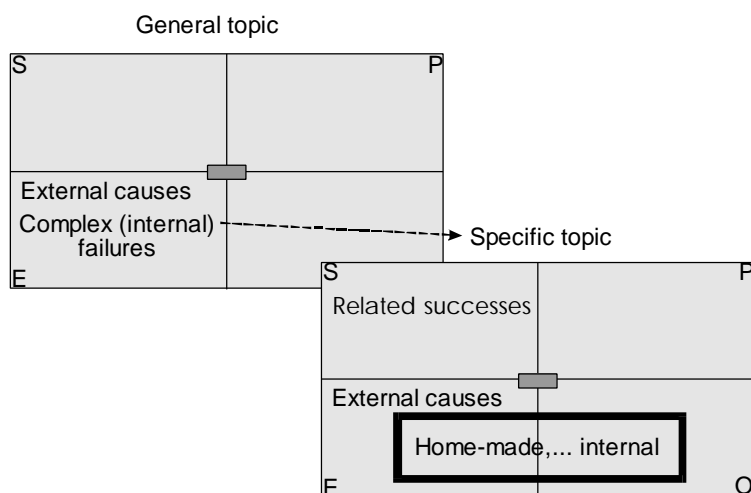 General topic
S
P
External causes
Complex (internal)
failures
E
Specific topic
S
P
Related successes
External causes
Home-made,... internal
E
O